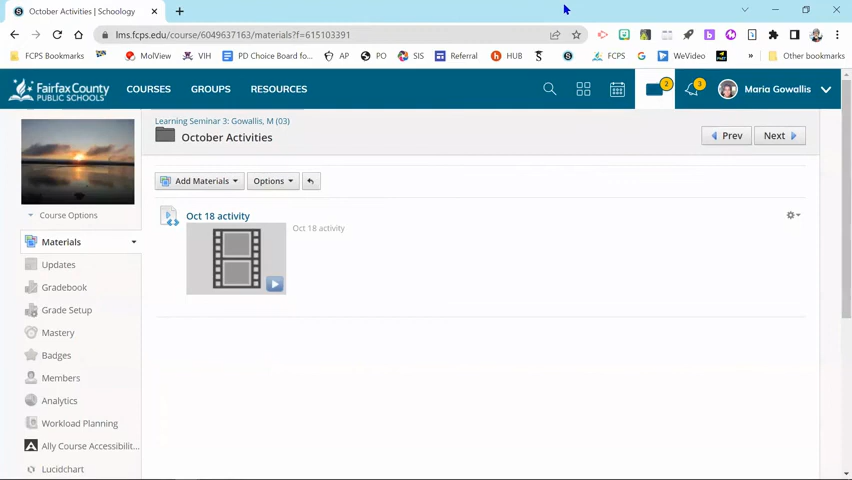 October Activities | Schoology
lms.fcps.edu/course/6049637163/materials?f=615103391
FCPS Bookmarks
MolView
VIH
PD Choice Board fo...
AP
PO
SIS
Referral
HUB
FCPS
WeVideo
»
Other bookmarks
Fairfax County
PUBLIC SCHOOLS
COURSES
GROUPS
RESOURCES
2
3
Maria Gowallis
Learning Seminar 3: Gowallis, M (03)
October Activities
Prev
Next
Course Options
Add Materials
Options
Materials
Updates
Gradebook
Grade Setup
Mastery
Badges
Members
Analytics
Workload Planning
Ally Course Accessibilit...
Lucidchart
Oct 18 activity
Oct 18 activity